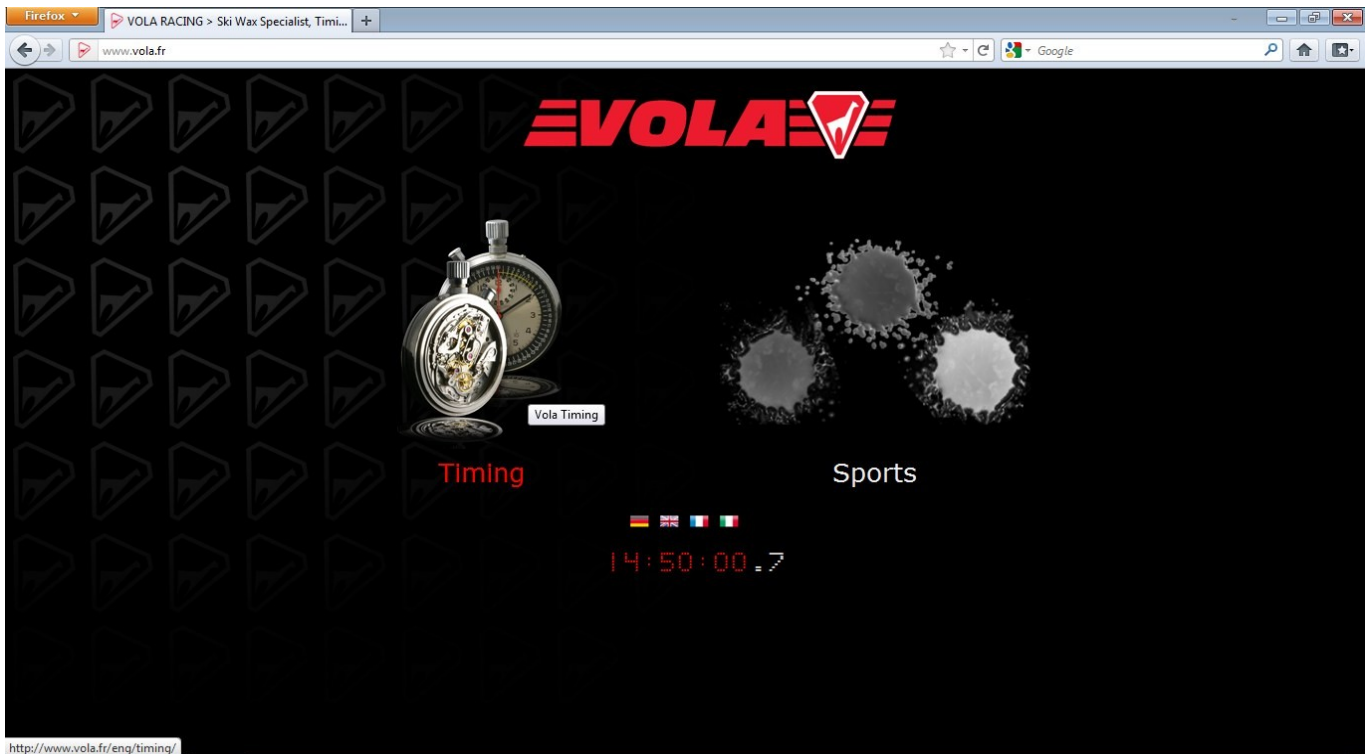 Firefox
VOLA RACING > Ski Wax Specialist, Timi...
www.vola.fr
Google
VOLA
Vola Timing
Timing
Sports
14:50:00.7
http://www.vola.fr/eng/timing/